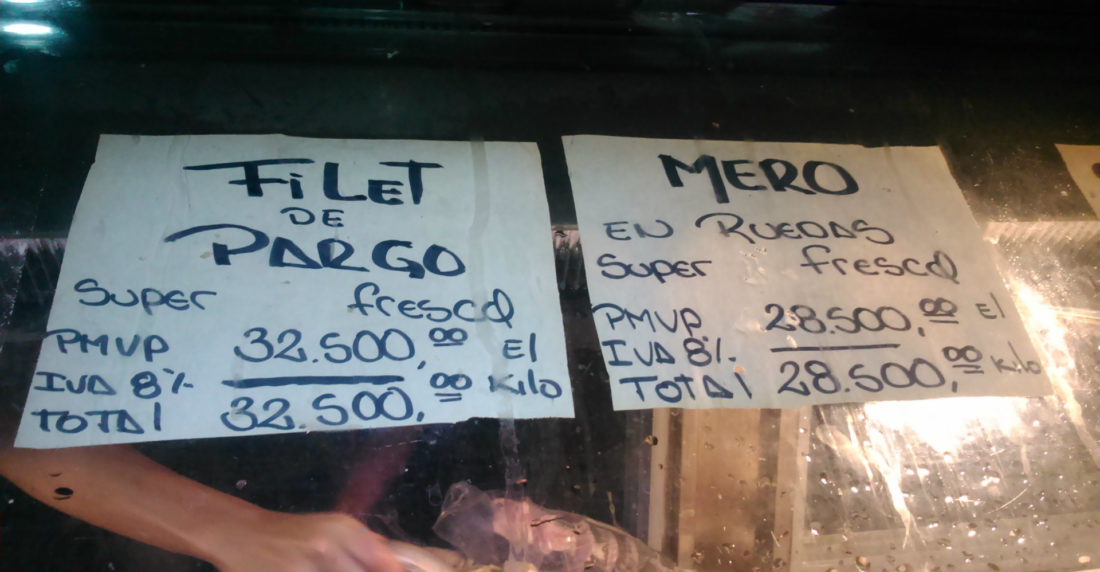 FiLET
DE
PARGO
Super fresco
PMVP 32.500,00 El
IVA 8% Kilo
TOTAl 32.500,00
MERO
EN RUEDAS
Super fresco
PMVP 28.500,00 El
IVA 8% Kilo
TOTAl 28.500,00